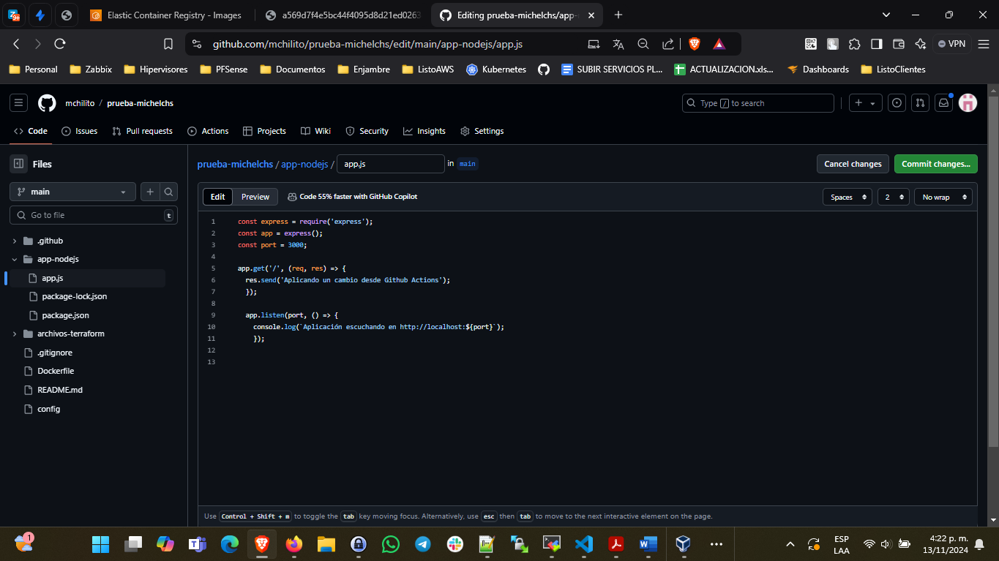 Elastic Container Registry - Images
a569d7f4e5bc44f4095d8d21ed0263
Editing prueba-michelchs/app-
github.com/mchilito/prueba-michelchs/edit/main/app-nodejs/app.js
VPN
Personal
Zabbix
Hipervisores
PFSense
Documentos
Enjambre
ListoAWS
Kubernetes
SUBIR SERVICIOS PL...
ACTUALIZACION.xls...
Dashboards
ListoClientes
mchilito / prueba-michelchs
Type / to search
Code
Issues
Pull requests
Actions
Projects
Wiki
Security
Insights
Settings
Files
main
Go to file
t
.github
app-nodejs
app.js
package-lock.json
package.json
archivos-terraform
.gitignore
Dockerfile
README.md
config
prueba-michelchs / app-nodejs / app.js in main
Cancel changes
Commit changes...
Edit
Preview
Code 55% faster with GitHub Copilot
Spaces
2
No wrap
1 const express = require('express');
2 const app = express();
3 const port = 3000;
4
5 app.get('/', (req, res) => {
6 res.send('Aplicando un cambio desde Github Actions');
7 });
8
9 app.listen(port, () => {
10 console.log(`Aplicación escuchando en http://localhost:${port}`);
11 });
12
13
Use Control + Shift + m to toggle the tab key moving focus. Alternatively, use esc then tab to move to the next interactive element on the page.
1
ESP
LAA
4:22 p. m.
13/11/2024